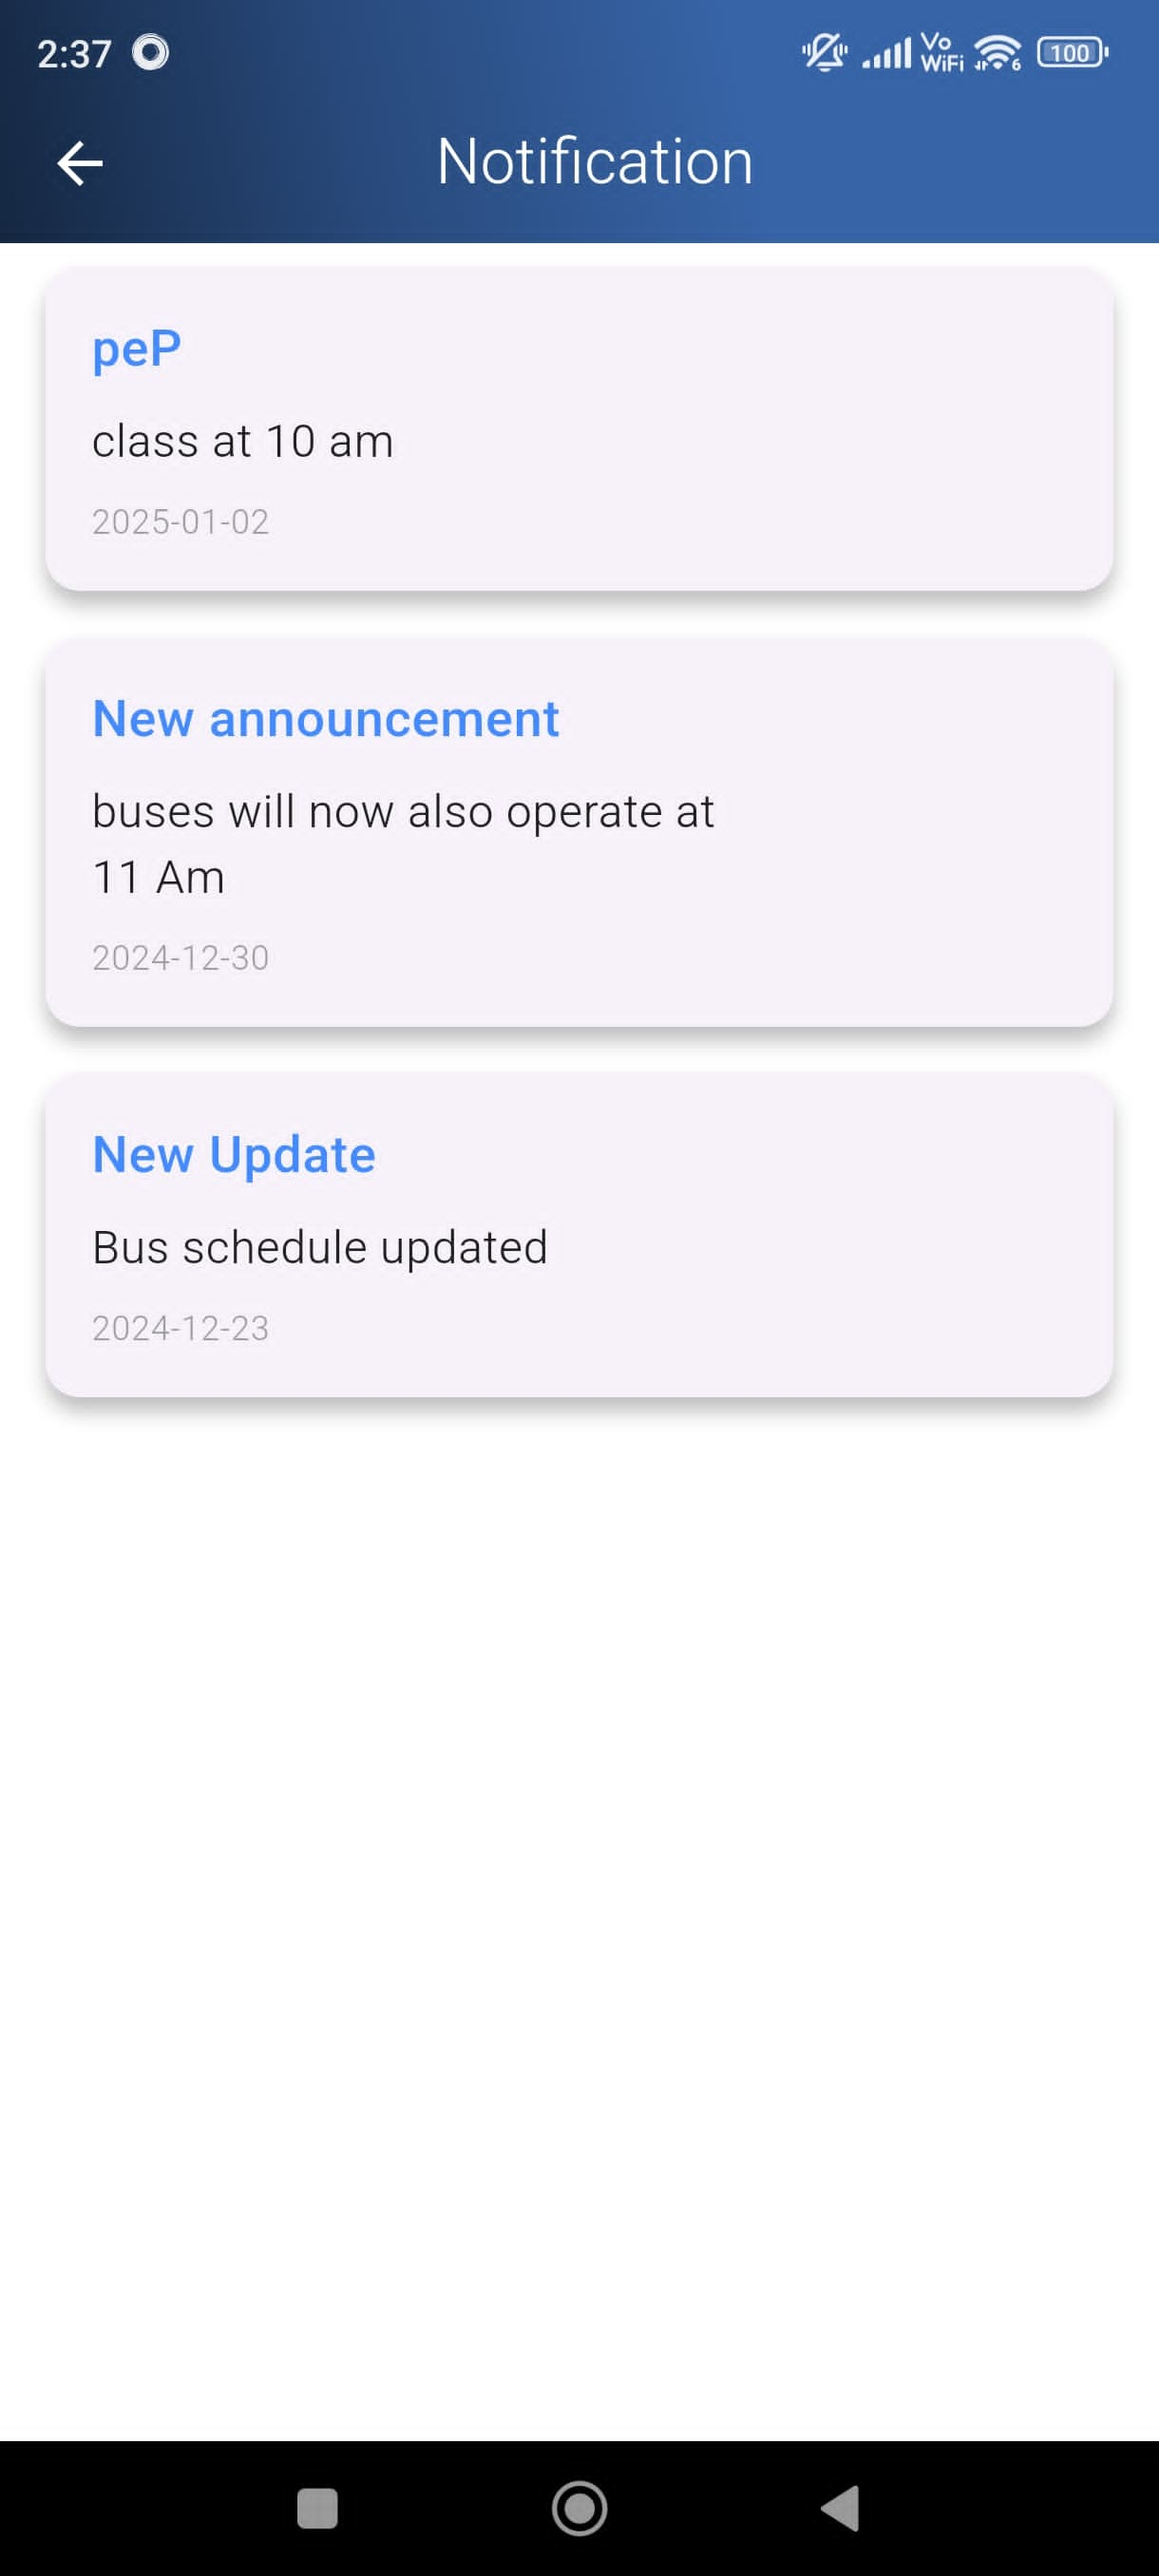 2:37
Vo
WiFi
6
100
Notification
peP
class at 10 am
2025-01-02
New announcement
buses will now also operate at
11 Am
2024-12-30
New Update
Bus schedule updated
2024-12-23